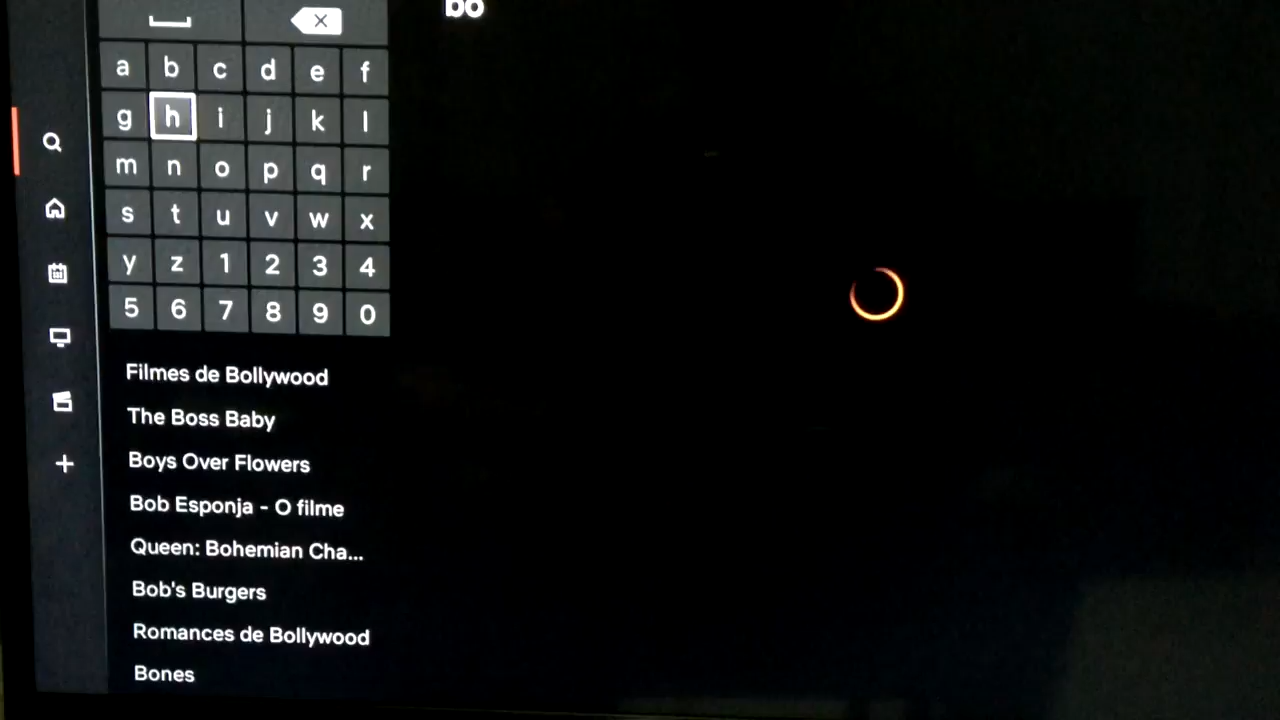 bo
a b c d e f
g h i j k l
m n o p q r
s t u v w x
y z 1 2 3 4
5 6 7 8 9 0
Filmes de Bollywood
The Boss Baby
Boys Over Flowers
Bob Esponja - O filme
Queen: Bohemian Cha...
Bob's Burgers
Romances de Bollywood
Bones